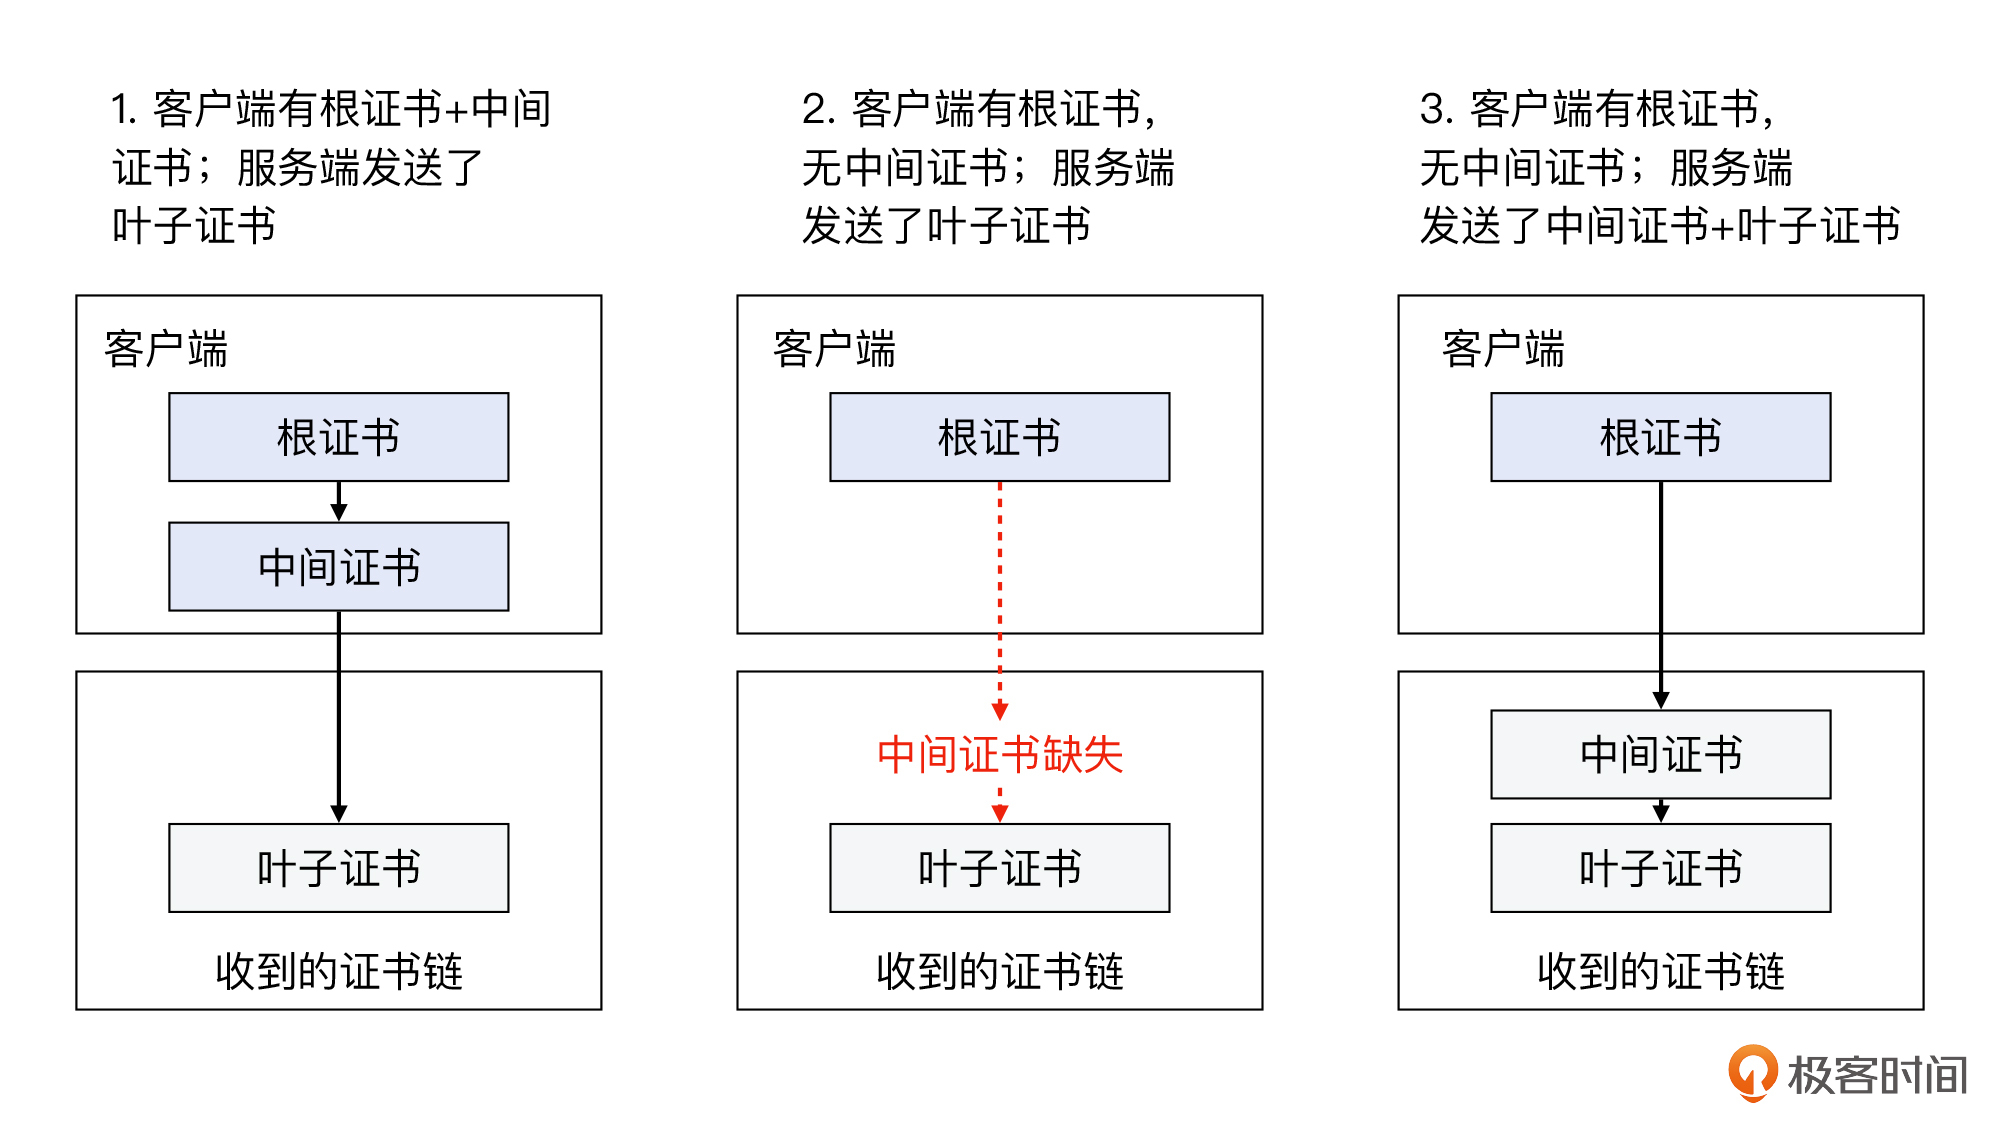 1. 客户端有根证书+中间
证书；服务端发送了
叶子证书
客户端
根证书
中间证书
叶子证书
收到的证书链
2. 客户端有根证书，
无中间证书；服务端
发送了叶子证书
客户端
根证书
中间证书缺失
叶子证书
收到的证书链
3. 客户端有根证书，
无中间证书；服务端
发送了中间证书+叶子证书
客户端
根证书
中间证书
叶子证书
收到的证书链
极客时间